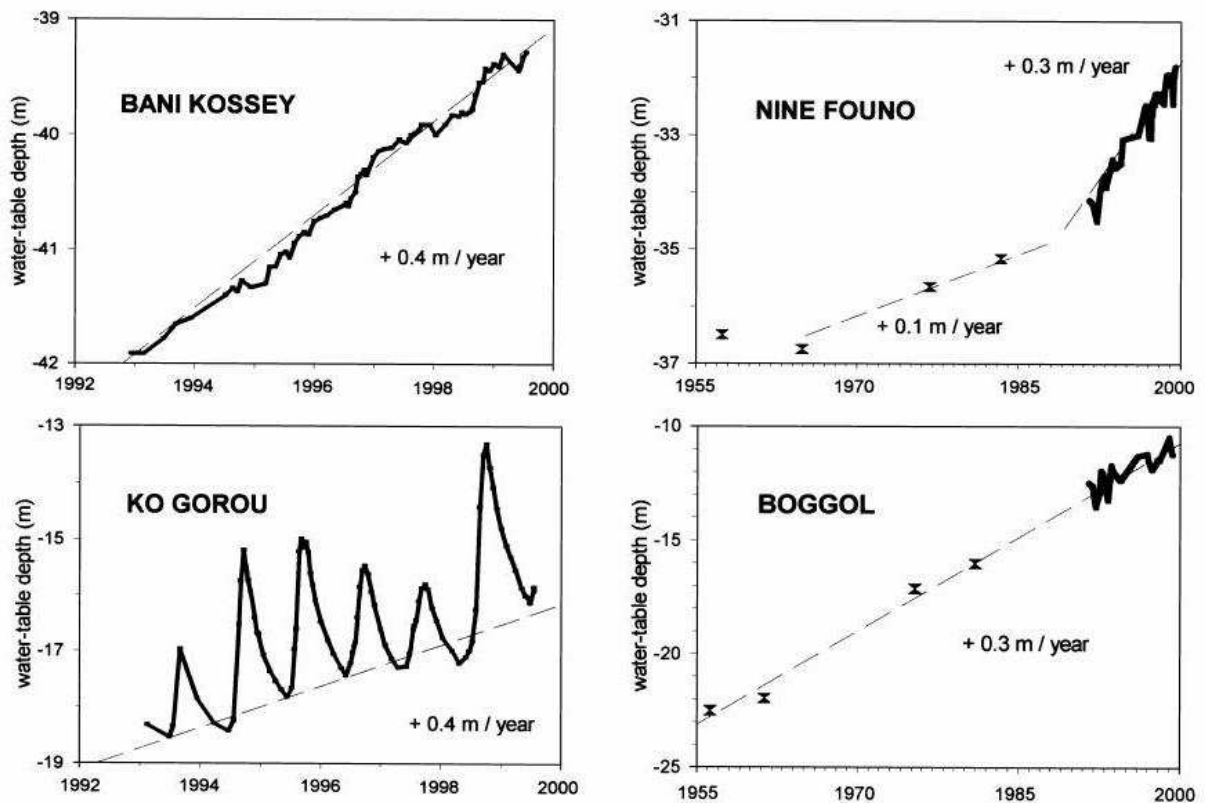 -39
-40
-41
-42
water-table depth (m)
BANI KOSSEY
+ 0.4 m / year
1992
1994
1996
1998
2000
-31
-33
-35
-37
water-table depth (m)
+ 0.3 m / year
NINE FOUNO
+ 0.1 m / year
1955
1970
1985
2000
-13
-15
-17
-19
water-table depth (m)
KO GOROU
+ 0.4 m / year
1992
1994
1996
1998
2000
-10
-15
-20
-25
water-table depth (m)
BOGGOL
+ 0.3 m / year
1955
1970
1985
2000